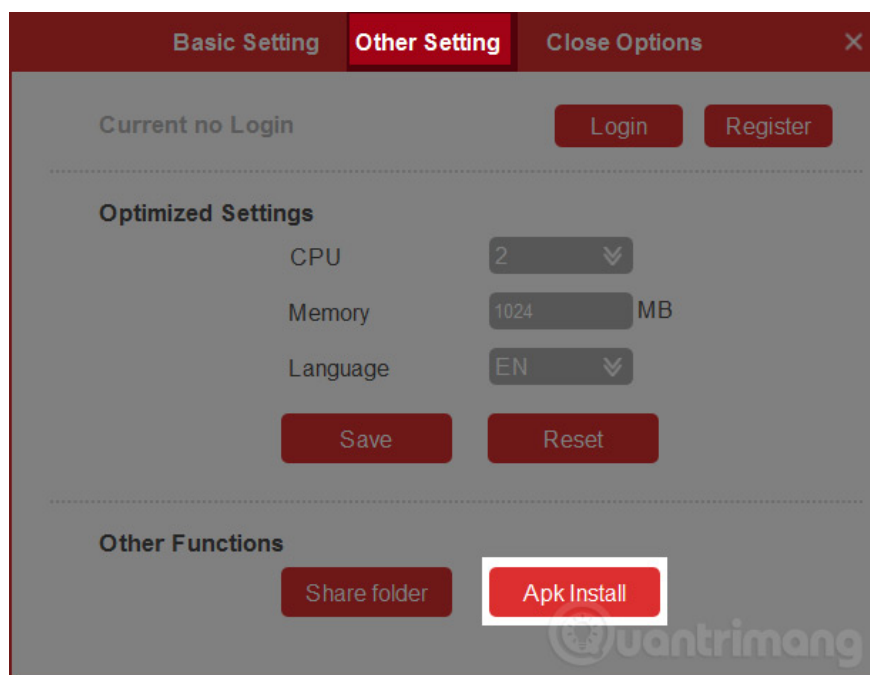 Basic Setting Other Setting Close Options
Current no Login Login Register
Optimized Settings
CPU 2
Memory 1024 MB
Language EN
Save Reset
Other Functions
Share folder Apk Install
Quantrimang